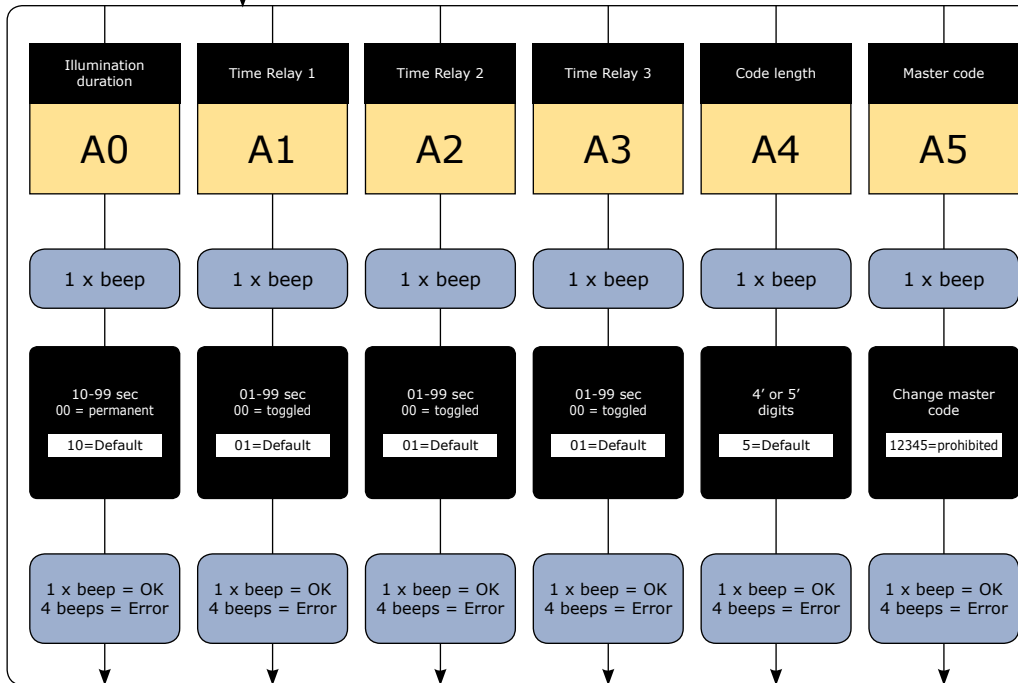 Illumination
duration
A0
1 x beep
10-99 sec
00 = permanent
10=Default
1 x beep = OK
4 beeps = Error
Time Relay 1
A1
1 x beep
01-99 sec
00 = toggled
01=Default
1 x beep = OK
4 beeps = Error
Time Relay 2
A2
1 x beep
01-99 sec
00 = toggled
01=Default
1 x beep = OK
4 beeps = Error
Time Relay 3
A3
1 x beep
01-99 sec
00 = toggled
01=Default
1 x beep = OK
4 beeps = Error
Code length
A4
1 x beep
4’ or 5’
digits
5=Default
1 x beep = OK
4 beeps = Error
Master code
A5
1 x beep
Change master
code
12345=prohibited
1 x beep = OK
4 beeps = Error